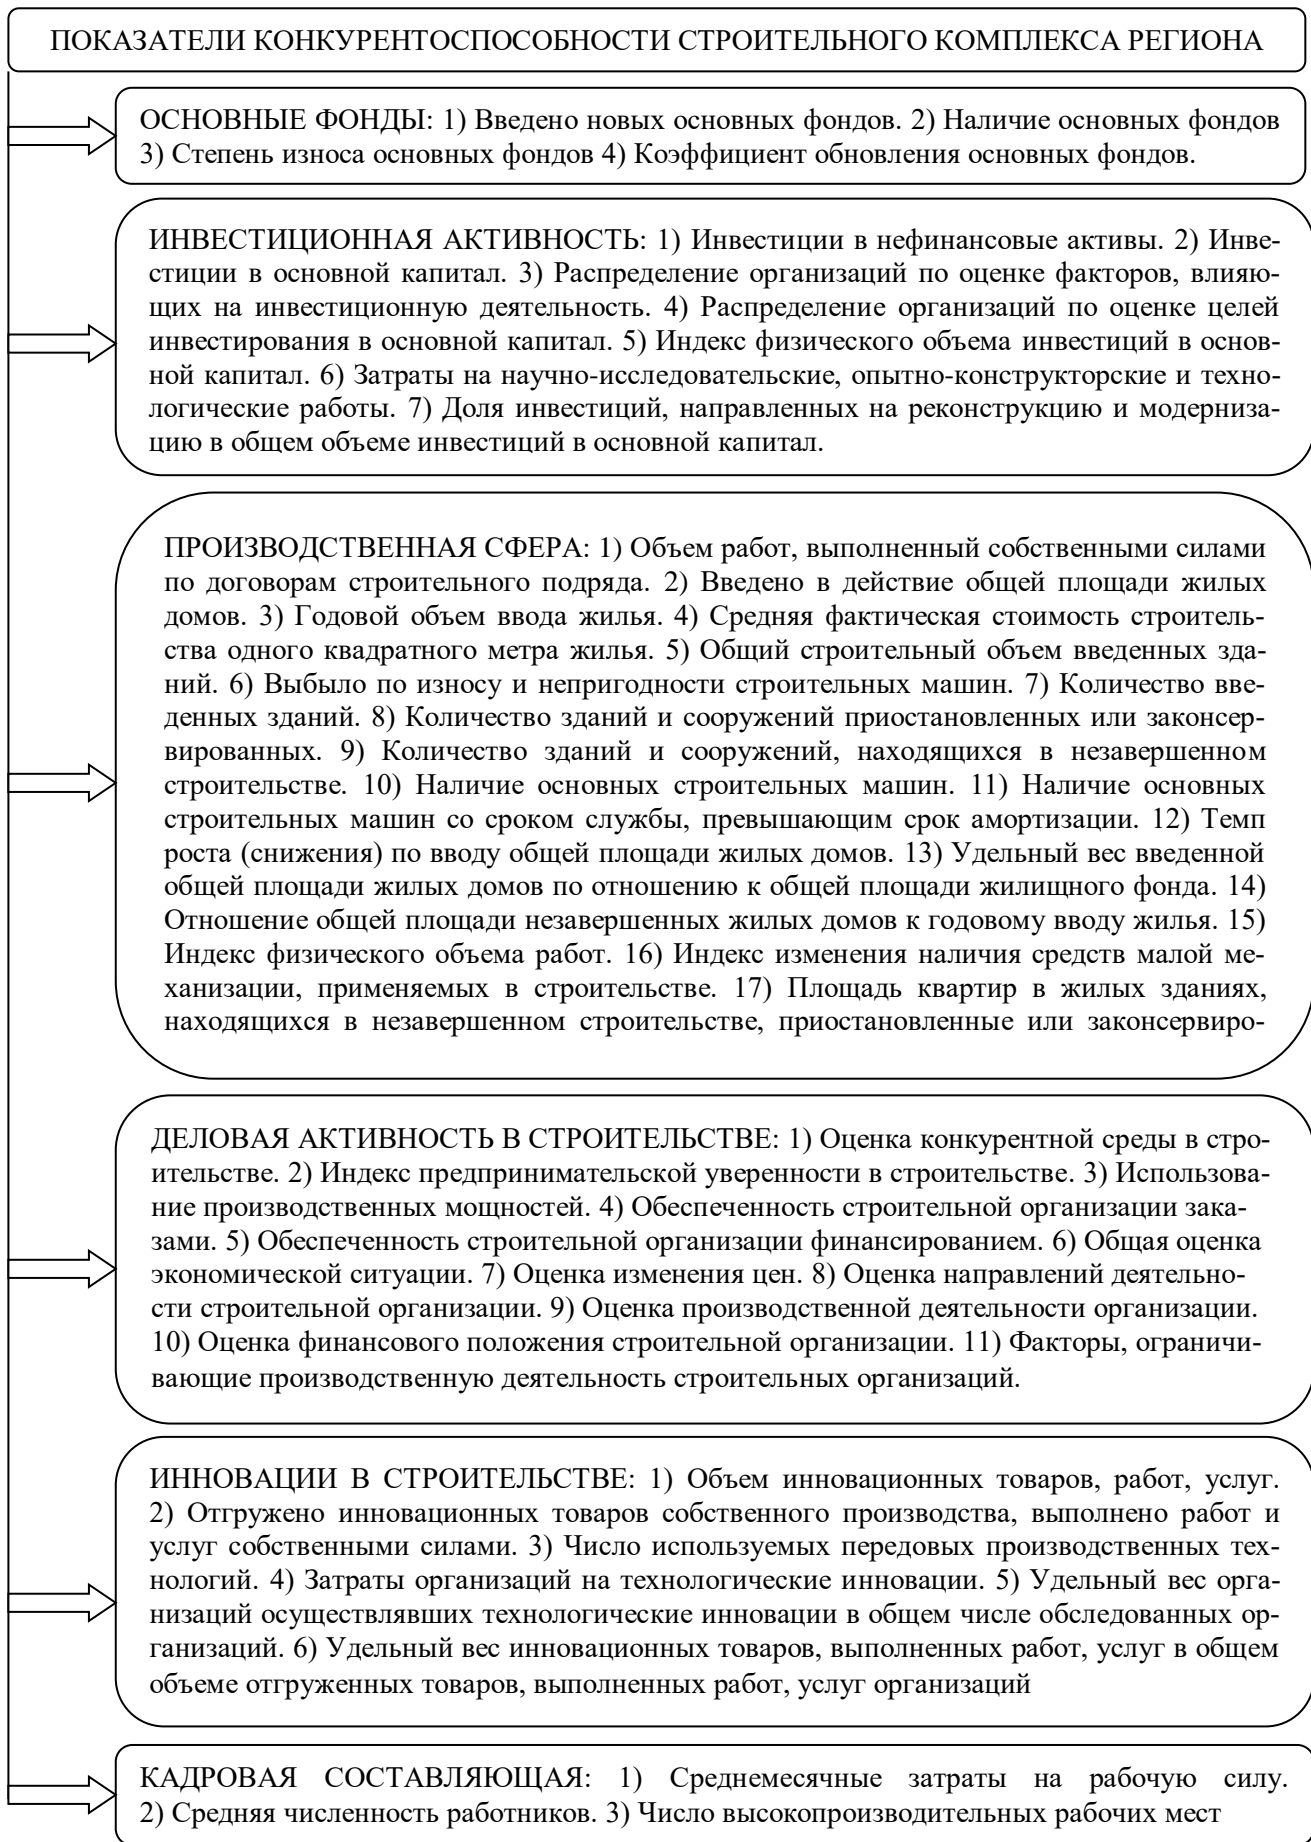 ПОКАЗАТЕЛИ КОНКУРЕНТОСПОСОБНОСТИ СТРОИТЕЛЬНОГО КОМПЛЕКСА РЕГИОНА
ОСНОВНЫЕ ФОНДЫ: 1) Введено новых основных фондов. 2) Наличие основных фондов
3) Степень износа основных фондов 4) Коэффициент обновления основных фондов.
ИНВЕСТИЦИОННАЯ АКТИВНОСТЬ: 1) Инвестиции в нефинансовые активы. 2) Инве-
стиции в основной капитал. 3) Распределение организаций по оценке факторов, влияю-
щих на инвестиционную деятельность. 4) Распределение организаций по оценке целей
инвестирования в основной капитал. 5) Индекс физического объема инвестиций в основ-
ной капитал. 6) Затраты на научно-исследовательские, опытно-конструкторские и техно-
логические работы. 7) Доля инвестиций, направленных на реконструкцию и модерниза-
цию в общем объеме инвестиций в основной капитал.
ПРОИЗВОДСТВЕННАЯ СФЕРА: 1) Объем работ, выполненный собственными силами
по договорам строительного подряда. 2) Введено в действие общей площади жилых
домов. 3) Годовой объем ввода жилья. 4) Средняя фактическая стоимость строитель-
ства одного квадратного метра жилья. 5) Общий строительный объем введенных зда-
ний. 6) Выбыло по износу и непригодности строительных машин. 7) Количество вве-
денных зданий. 8) Количество зданий и сооружений приостановленных или законсер-
вированных. 9) Количество зданий и сооружений, находящихся в незавершенном
строительстве. 10) Наличие основных строительных машин. 11) Наличие основных
строительных машин со сроком службы, превышающим срок амортизации. 12) Темп
роста (снижения) по вводу общей площади жилых домов. 13) Удельный вес введенной
общей площади жилых домов по отношению к общей площади жилищного фонда. 14)
Отношение общей площади незавершенных жилых домов к годовому вводу жилья. 15)
Индекс физического объема работ. 16) Индекс изменения наличия средств малой ме-
ханизации, применяемых в строительстве. 17) Площадь квартир в жилых зданиях,
находящихся в незавершенном строительстве, приостановленные или законсервиро-
ДЕЛОВАЯ АКТИВНОСТЬ В СТРОИТЕЛЬСТВЕ: 1) Оценка конкурентной среды в стро-
ительстве. 2) Индекс предпринимательской уверенности в строительстве. 3) Использова-
ние производственных мощностей. 4) Обеспеченность строительной организации зака-
зами. 5) Обеспеченность строительной организации финансированием. 6) Общая оценка
экономической ситуации. 7) Оценка изменения цен. 8) Оценка направлений деятельно-
сти строительной организации. 9) Оценка производственной деятельности организации.
10) Оценка финансового положения строительной организации. 11) Факторы, ограничи-
вающие производственную деятельность строительных организаций.
ИННОВАЦИИ В СТРОИТЕЛЬСТВЕ: 1) Объем инновационных товаров, работ, услуг.
2) Отгружено инновационных товаров собственного производства, выполнено работ и
услуг собственными силами. 3) Число используемых передовых производственных тех-
нологий. 4) Затраты организаций на технологические инновации. 5) Удельный вес орга-
низаций осуществлявших технологические инновации в общем числе обследованных ор-
ганизаций. 6) Удельный вес инновационных товаров, выполненных работ, услуг в общем
объеме отгруженных товаров, выполненных работ, услуг организаций
КАДРОВАЯ СОСТАВЛЯЮЩАЯ: 1) Среднемесячные затраты на рабочую силу.
2) Средняя численность работников. 3) Число высокопроизводительных рабочих мест